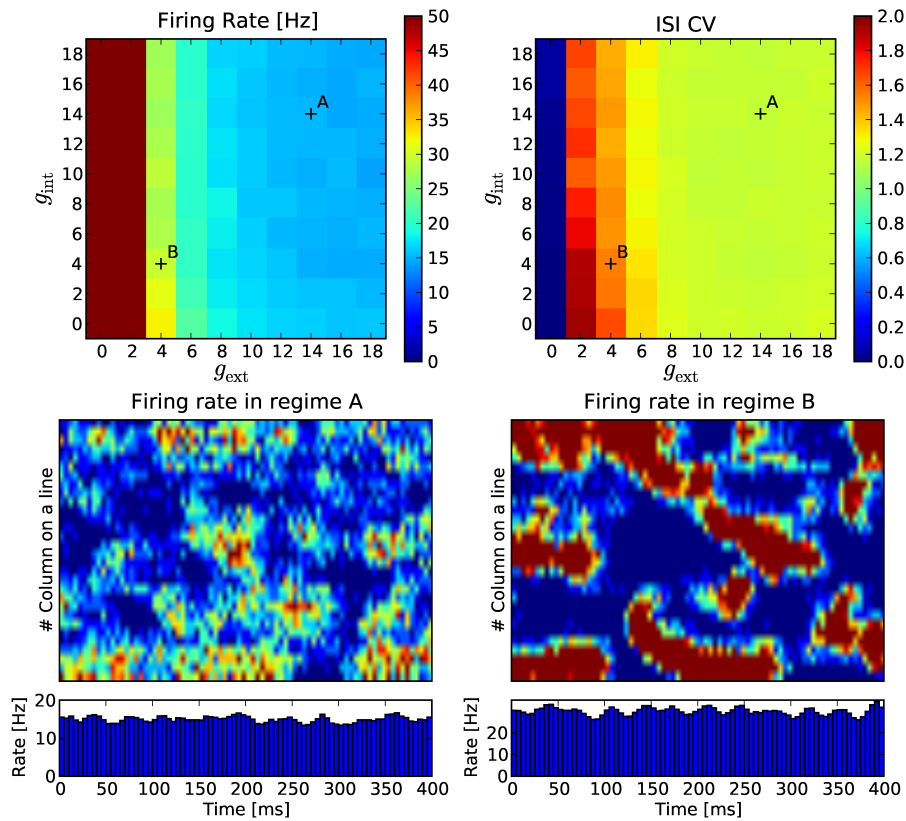 Firing Rate [Hz]
18
16
14
12
10
8
6
4
2
0
g_int
A
B
0 2 4 6 8 10 12 14 16 18
g_ext
50
45
40
35
30
25
20
15
10
5
0
ISI CV
18
16
14
12
10
8
6
4
2
0
g_int
A
B
0 2 4 6 8 10 12 14 16 18
g_ext
2.0
1.8
1.6
1.4
1.2
1.0
0.8
0.6
0.4
0.2
0.0
Firing rate in regime A
# Column on a line
Firing rate in regime B
# Column on a line
20
10
0
Rate [Hz]
0 50 100 150 200 250 300 350 400
Time [ms]
20
10
0
Rate [Hz]
0 50 100 150 200 250 300 350 400
Time [ms]